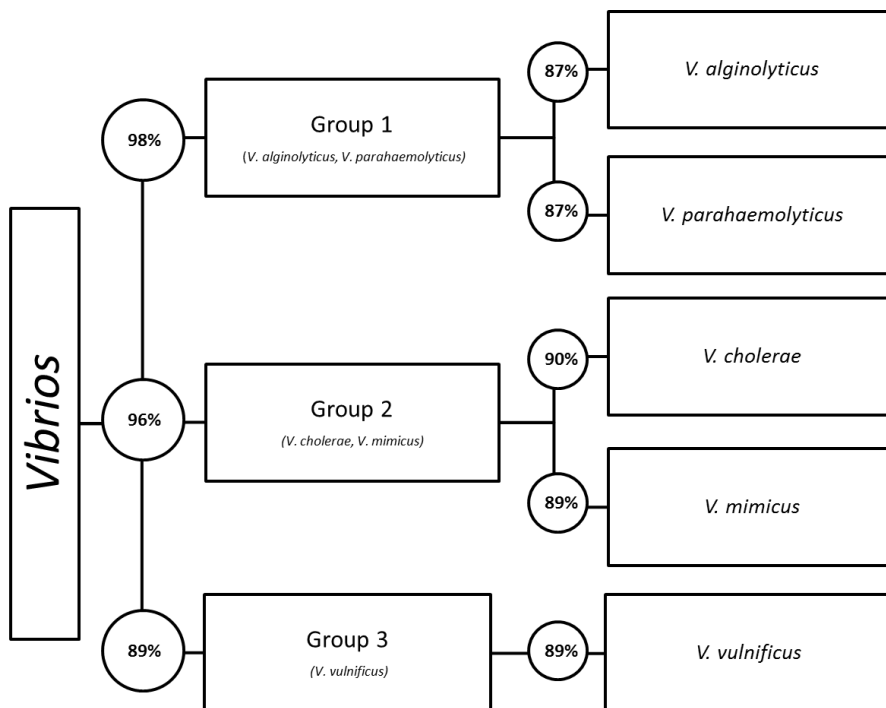 Vibrios
98%
Group 1
(V. alginolyticus, V. parahaemolyticus)
87%
V. alginolyticus
87%
V. parahaemolyticus
96%
Group 2
(V. cholerae, V. mimicus)
90%
V. cholerae
89%
V. mimicus
89%
Group 3
(V. vulnificus)
89%
V. vulnificus